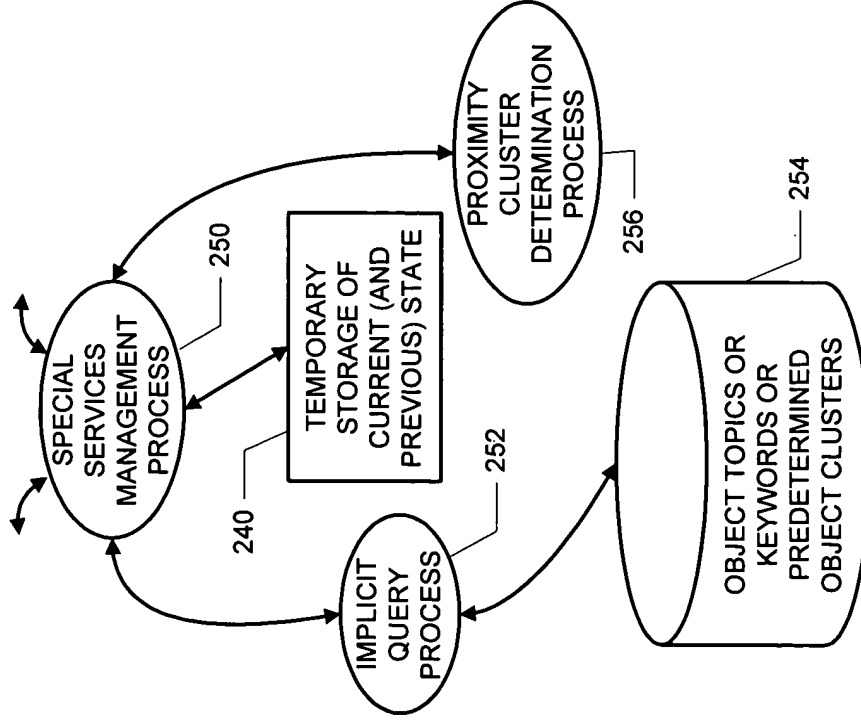 SPECIAL
SERVICES
MANAGEMENT
PROCESS
250
TEMPORARY
STORAGE OF
CURRENT (AND
PREVIOUS) STATE
240
PROXIMITY
CLUSTER
DETERMINATION
PROCESS
256
IMPLICIT
QUERY
PROCESS
252
OBJECT TOPICS OR
KEYWORDS OR
PREDETERMINED
OBJECT CLUSTERS
254